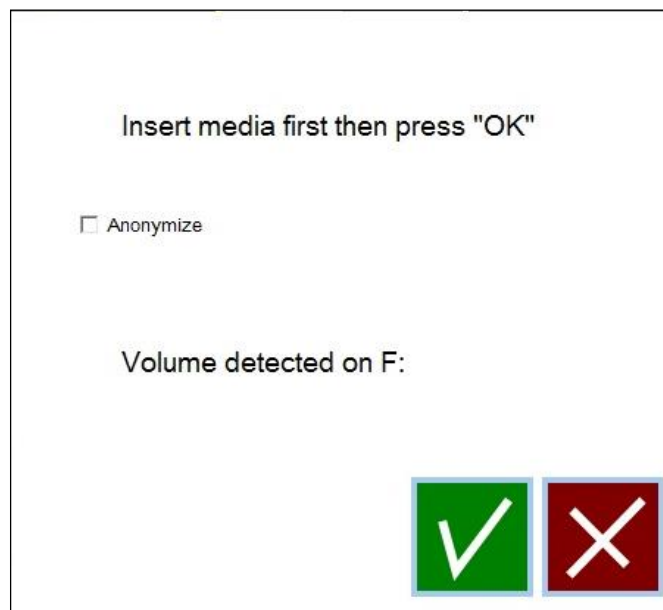 Insert media first then press "OK"
Anonymize
Volume detected on F: